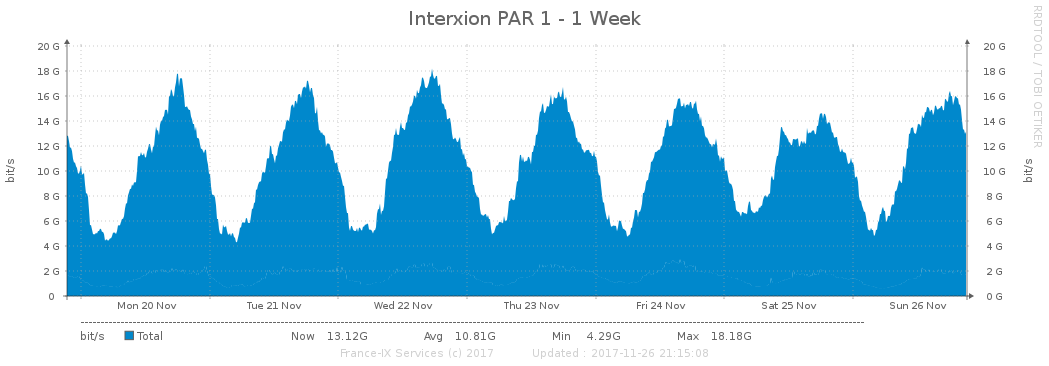 Interxion PAR 1 - 1 Week
RRDTOOL / TOBI OETIKER
20 G 20 G
18 G 18 G
16 G 16 G
14 G 14 G
12 G 12 G
10 G 10 G
8 G 8 G
6 G 6 G
4 G 4 G
2 G 2 G
0 0 G
bit/s
bit/s
Mon 20 Nov Tue 21 Nov Wed 22 Nov Thu 23 Nov Fri 24 Nov Sat 25 Nov Sun 26 Nov
bit/s Total Now 13.12G Avg 10.81G Min 4.29G Max 18.18G
France-IX Services (c) 2017 Updated : 2017-11-26 21:15:08